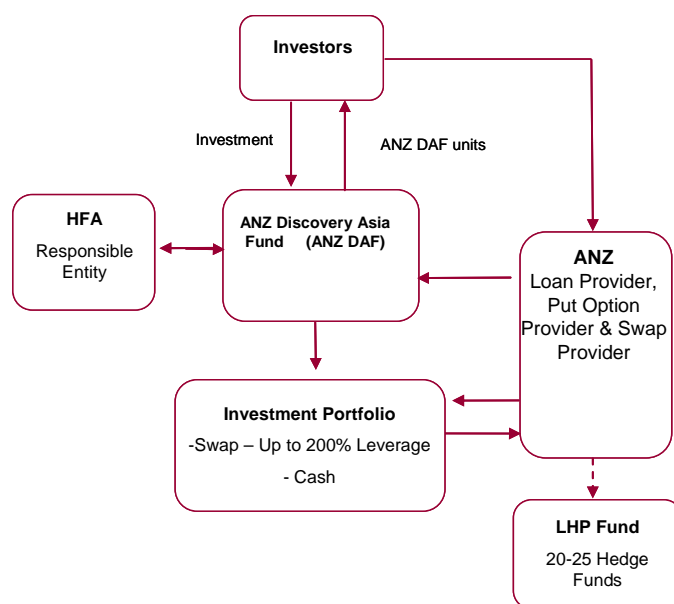 Investors
Investment
ANZ DAF units
HFA
Responsible
Entity
ANZ Discovery Asia
Fund (ANZ DAF)
ANZ
Loan Provider,
Put Option
Provider & Swap
Provider
Investment Portfolio
-Swap – Up to 200% Leverage
- Cash
LHP Fund
20-25 Hedge
Funds